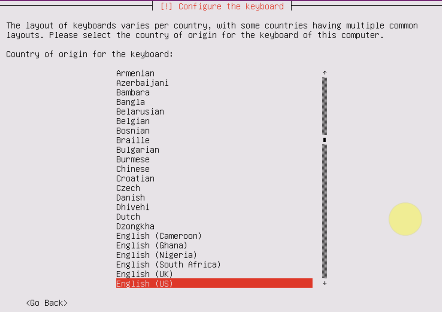 [!] Configure the keyboard
The layout of keyboards varies per country, with some countries having multiple common
layouts. Please select the country of origin for the keyboard of this computer.
Country of origin for the keyboard:
Armenian
Azerbaijani
Bambara
Bangla
Belarusian
Belgian
Bosnian
Braille
Bulgarian
Burmese
Chinese
Croatian
Czech
Danish
Dhivehi
Dutch
Dzongkha
English (Cameroon)
English (Ghana)
English (Nigeria)
English (South Africa)
English (UK)
English (US)
<Go Back>